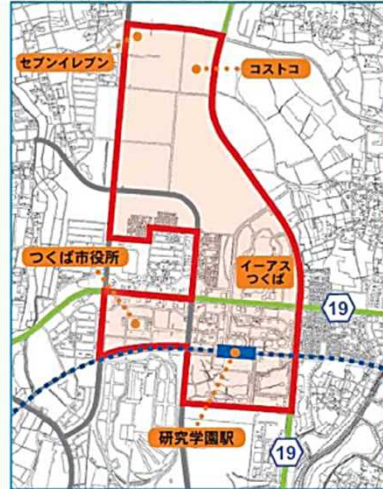 セブンイレブン
コストコ
つくば市役所
イーアス
つくば
19
研究学園駅
19